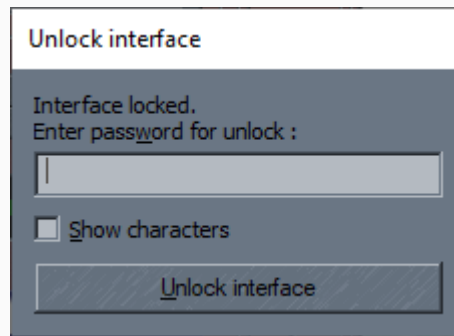 Unlock interface
Interface locked.
Enter password for unlock :
Show characters
Unlock interface